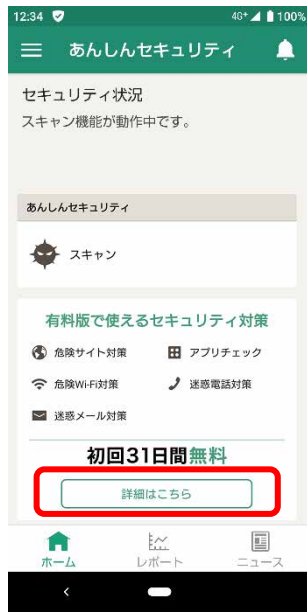 12:34 4G+ 100%
あんしんセキュリティ
セキュリティ状況
スキャン機能が動作中です。
あんしんセキュリティ
スキャン
有料版で使えるセキュリティ対策
危険サイト対策 アプリチェック
危険Wi-Fi対策 迷惑電話対策
迷惑メール対策
初回31日間無料
詳細はこちら
ホーム レポート ニュース